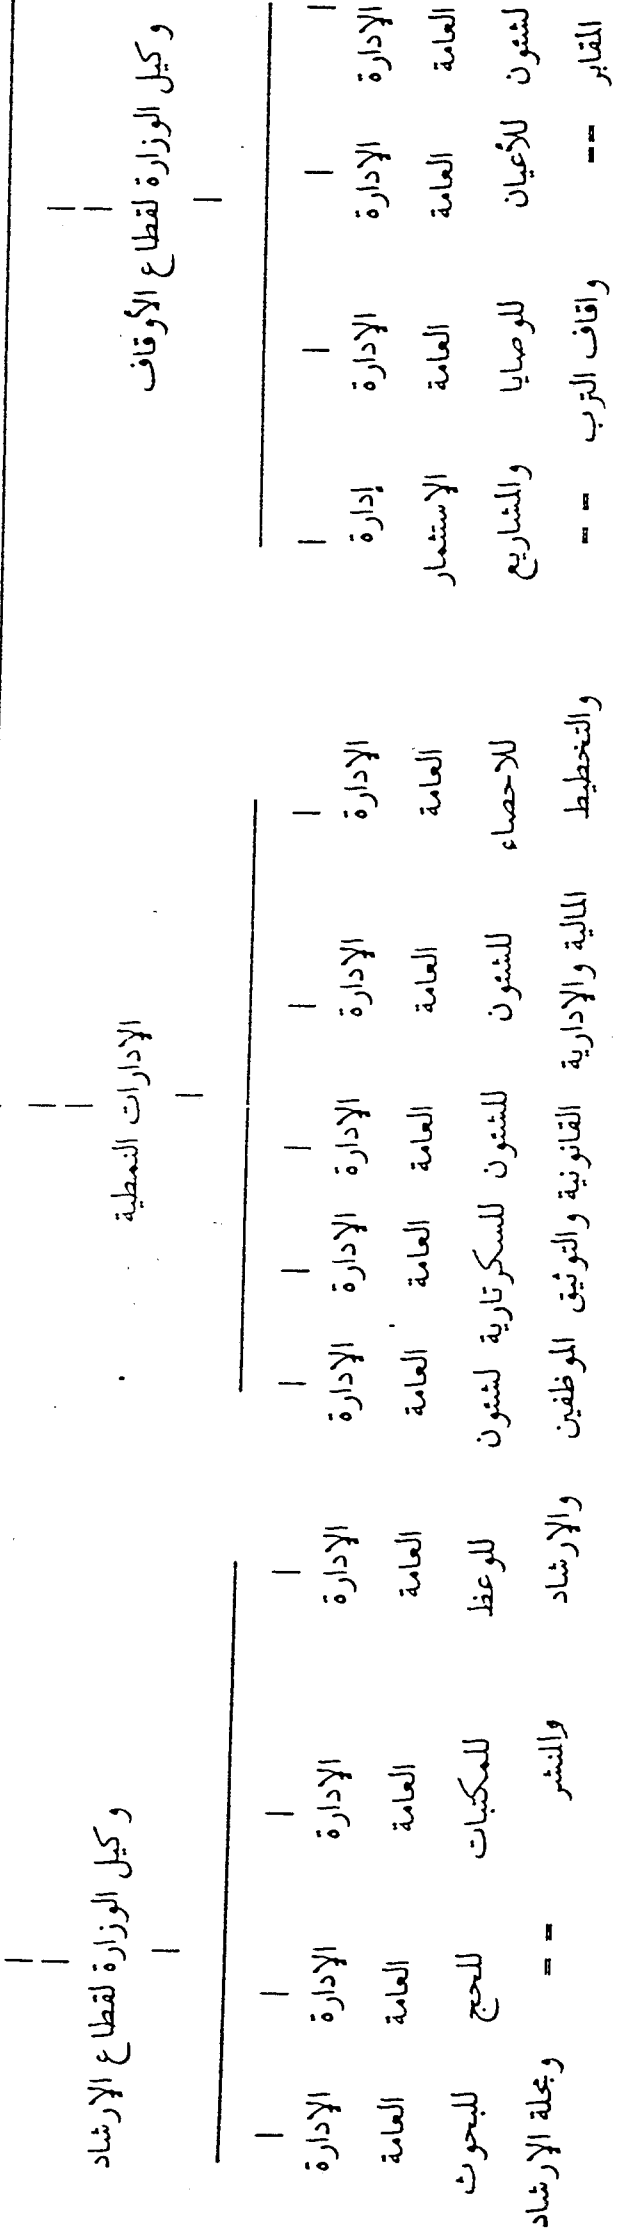 وكيل الوزارة لقطاع الأوقاف الإدارات النمطية وكيل الوزارة لقطاع الإرشاد
الإدارة الإدارة الإدارة إدارة الإدارة الإدارة الإدارة الإدارة الإدارة الإدارة الإدارة الإدارة الإدارة
العامة العامة العامة الاستثمار العامة العامة العامة العامة العامة العامة العامة العامة العامة
لشئون للأعيان للوصايا والمشاريع للاحصاء للشئون للشئون للسكرتارية لشئون للوعظ للمكتبات للحج للبحوث
المقابر == واقاف الترب == والتخطيط المالية والإدارية القانونية والتوثيق الموظفين والإرشاد والنشر == ومجلة الإرشاد